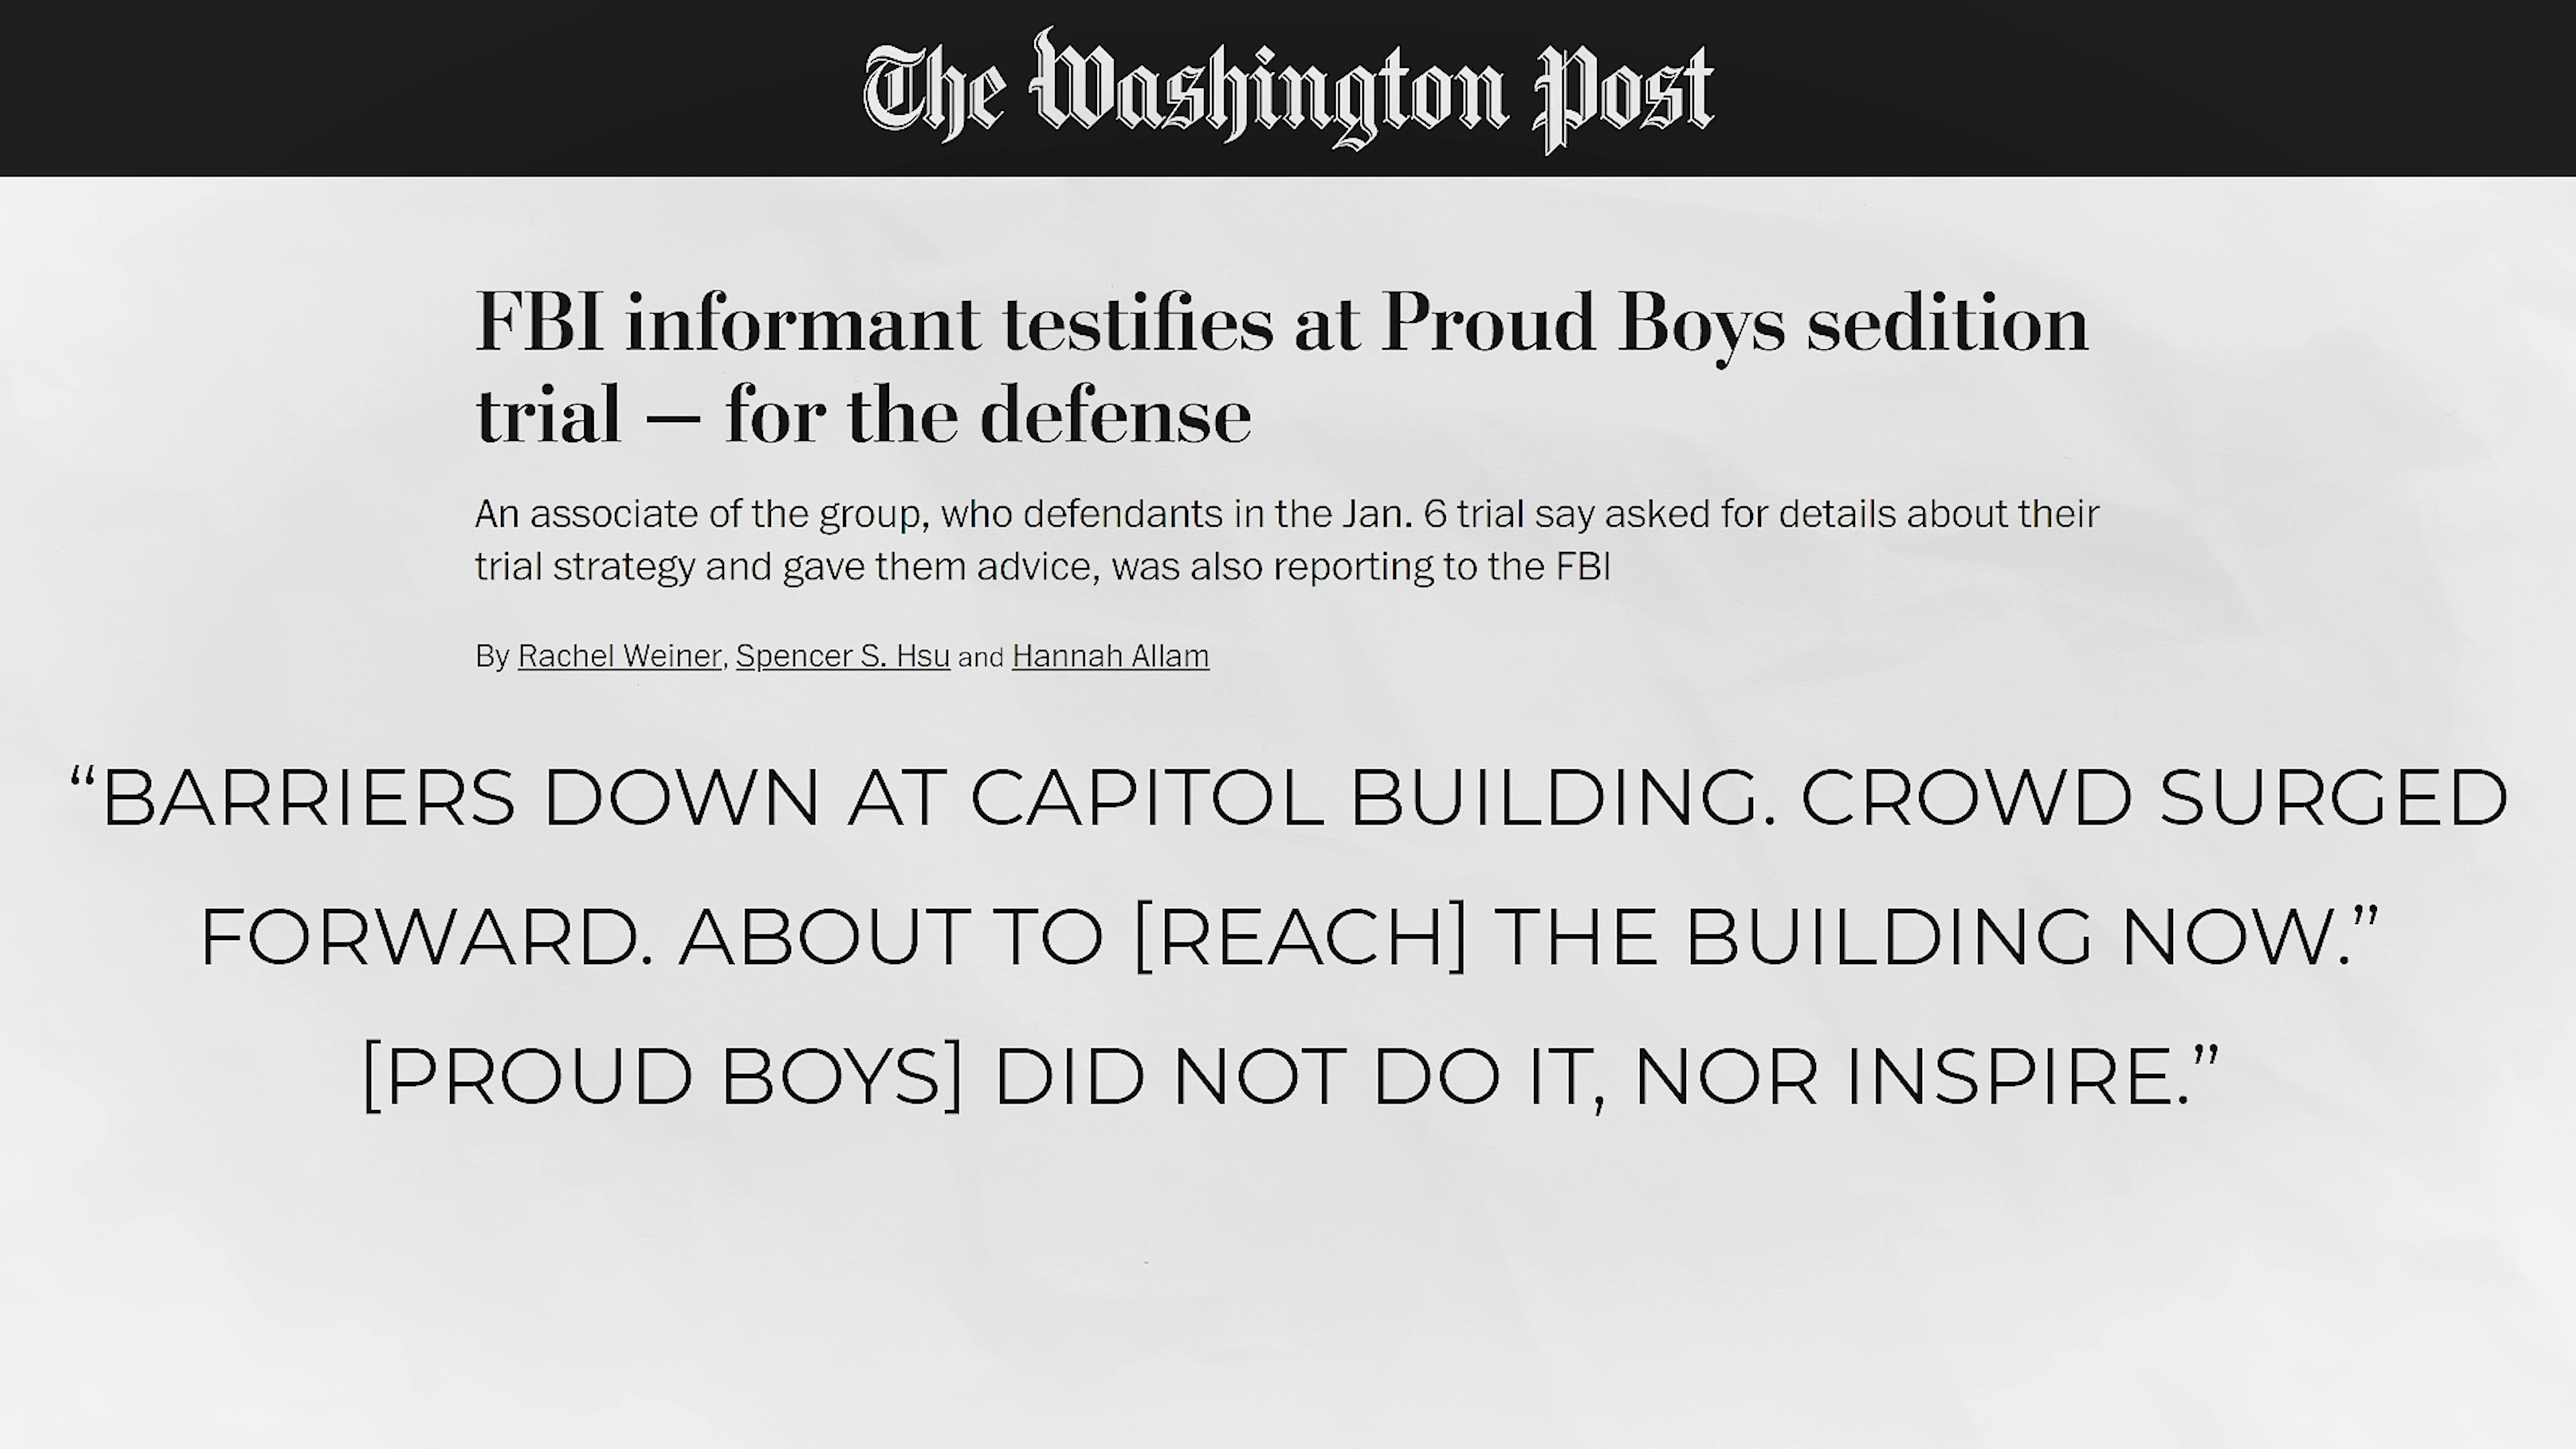 The Washington Post
FBI informant testifies at Proud Boys sedition
trial — for the defense
An associate of the group, who defendants in the Jan. 6 trial say asked for details about their
trial strategy and gave them advice, was also reporting to the FBI
By Rachel Weiner, Spencer S. Hsu and Hannah Allam
“BARRIERS DOWN AT CAPITOL BUILDING. CROWD SURGED
FORWARD. ABOUT TO [REACH] THE BUILDING NOW.”
[PROUD BOYS] DID NOT DO IT, NOR INSPIRE.”